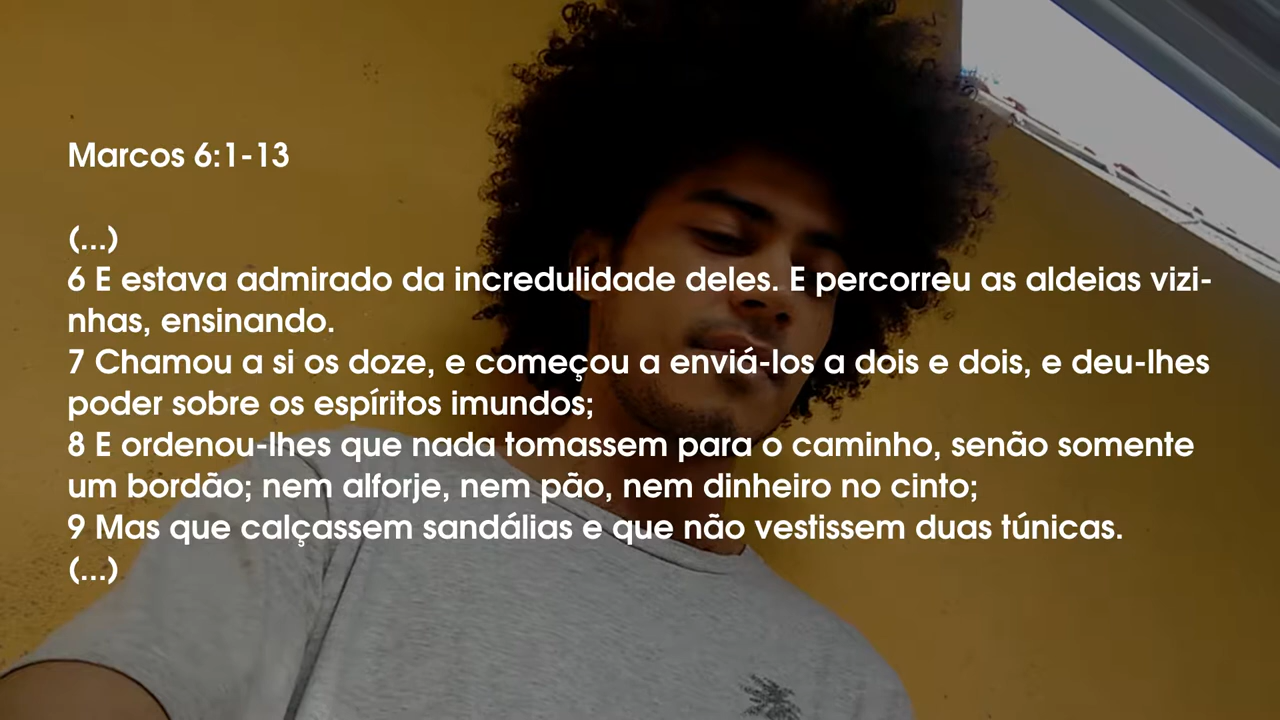 Marcos 6:1-13
(...)
6 E estava admirado da incredulidade deles. E percorreu as aldeias vizi-
nhas, ensinando.
7 Chamou a si os doze, e começou a enviá-los a dois e dois, e deu-lhes
poder sobre os espíritos imundos;
8 E ordenou-lhes que nada tomassem para o caminho, senão somente
um bordão; nem alforje, nem pão, nem dinheiro no cinto;
9 Mas que calçassem sandálias e que não vestissem duas túnicas.
(...)